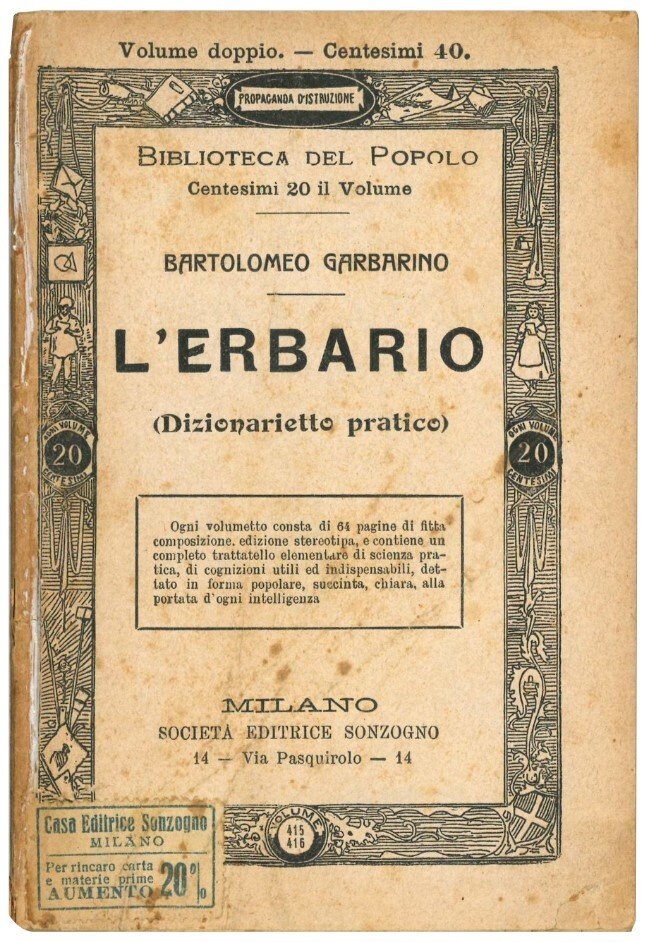 Volume doppio. — Centesimi 40.
PROPAGANDA D'ISTRUZIONE
BIBLIOTECA DEL POPOLO
Centesimi 20 il Volume
BARTOLOMEO GARBARINO
L'ERBARIO
(Dizionarietto pratico)
OGNI VOLUME
20
CENTESIMI
OGNI VOLUME
20
CENTESIMI
Ogni volumetto consta di 64 pagine di fitta
composizione. edizione stereotipa, e contiene un
completo trattatello elementare di scienza pra-
tica, di cognizioni utili ed indispensabili, det-
tato in forma popolare, succinta, chiara, alla
portata d'ogni intelligenza
MILANO
SOCIETÀ EDITRICE SONZOGNO
14 — Via Pasquirolo — 14
VOLUME
415
416
Casa Editrice Sonzogno
MILANO
Per rincaro carta
e materie prime
AUMENTO 20%